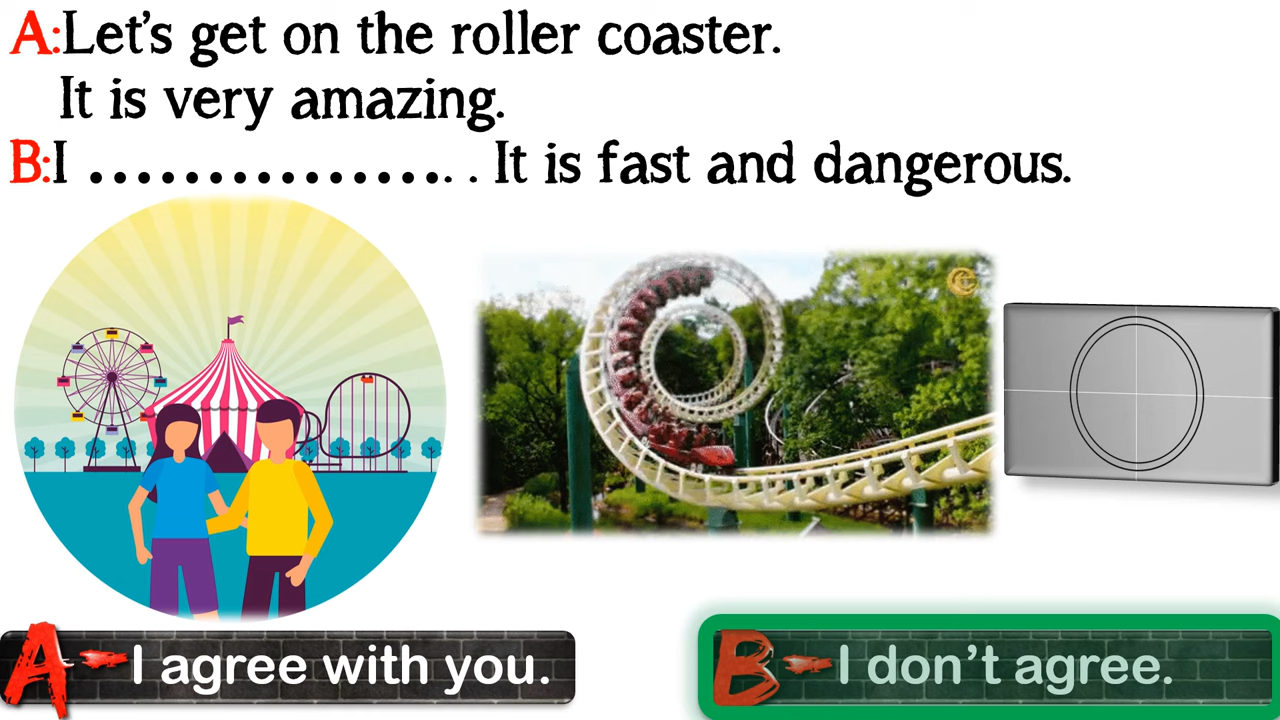 A:Let's get on the roller coaster.
It is very amazing.
B:I ................. . It is fast and dangerous.
A- I agree with you.
B- I don't agree.